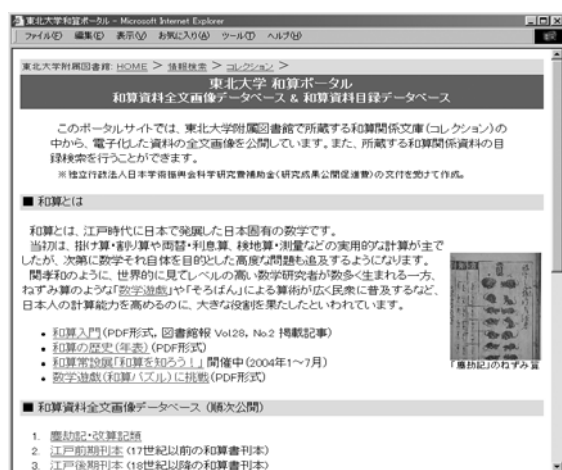 東北大学和算ポータル - Microsoft Internet Explorer
ファイル(F) 編集(E) 表示(V) お気に入り(A) ツール(T) ヘルプ(H)
東北大学附属図書館: HOME > 情報検索 > コレクション >
東北大学 和算ポータル
和算資料全文画像データベース & 和算資料目録データベース
このポータルサイトでは、東北大学附属図書館で所蔵する和算関係文庫(コレクション)の
中から、電子化した資料の全文画像を公開しています。また、所蔵する和算関係資料の目
録検索を行うことができます。
※独立行政法人日本学術振興会科学研究費補助金(研究成果公開促進費)の交付を受けて作成。
■ 和算とは
和算とは、江戸時代に日本で発展した日本固有の数学です。
当初は、掛け算・割り算や両替・利息算、検地算・測量などの実用的な計算が主で
したが、次第に数学それ自体を目的とした高度な問題も追及するようになります。
関孝和のように、世界的に見てレベルの高い数学研究者が数多く生まれる一方、
ねずみ算のような「数学遊戯」や「そろばん」による算術が広く民衆に普及するなど、
日本人の計算能力を高めるのに、大きな役割を果たしたといわれています。
• 和算入門(PDF形式, 図書館報 Vol28, No.2 掲載記事)
• 和算の歴史(年表)(PDF形式)
• 和算常設展「和算を知ろう!」開催中(2004年1~7月)
• 数学遊戯(和算パズル)に挑戦(PDF形式)
「塵劫記」のねずみ算
■ 和算資料全文画像データベース (順次公開)
1. 塵劫記・改算記類
2. 江戸前期刊本 (17世紀以前の和算書刊本)
3. 江戸後期刊本 (18世紀以降の和算書刊本)